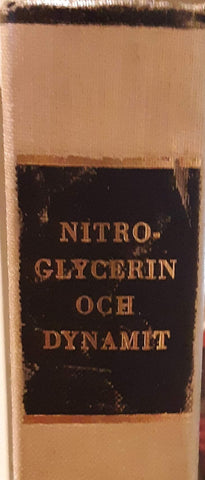 NITRO-
GLYCERIN
OCH
DYNAMIT